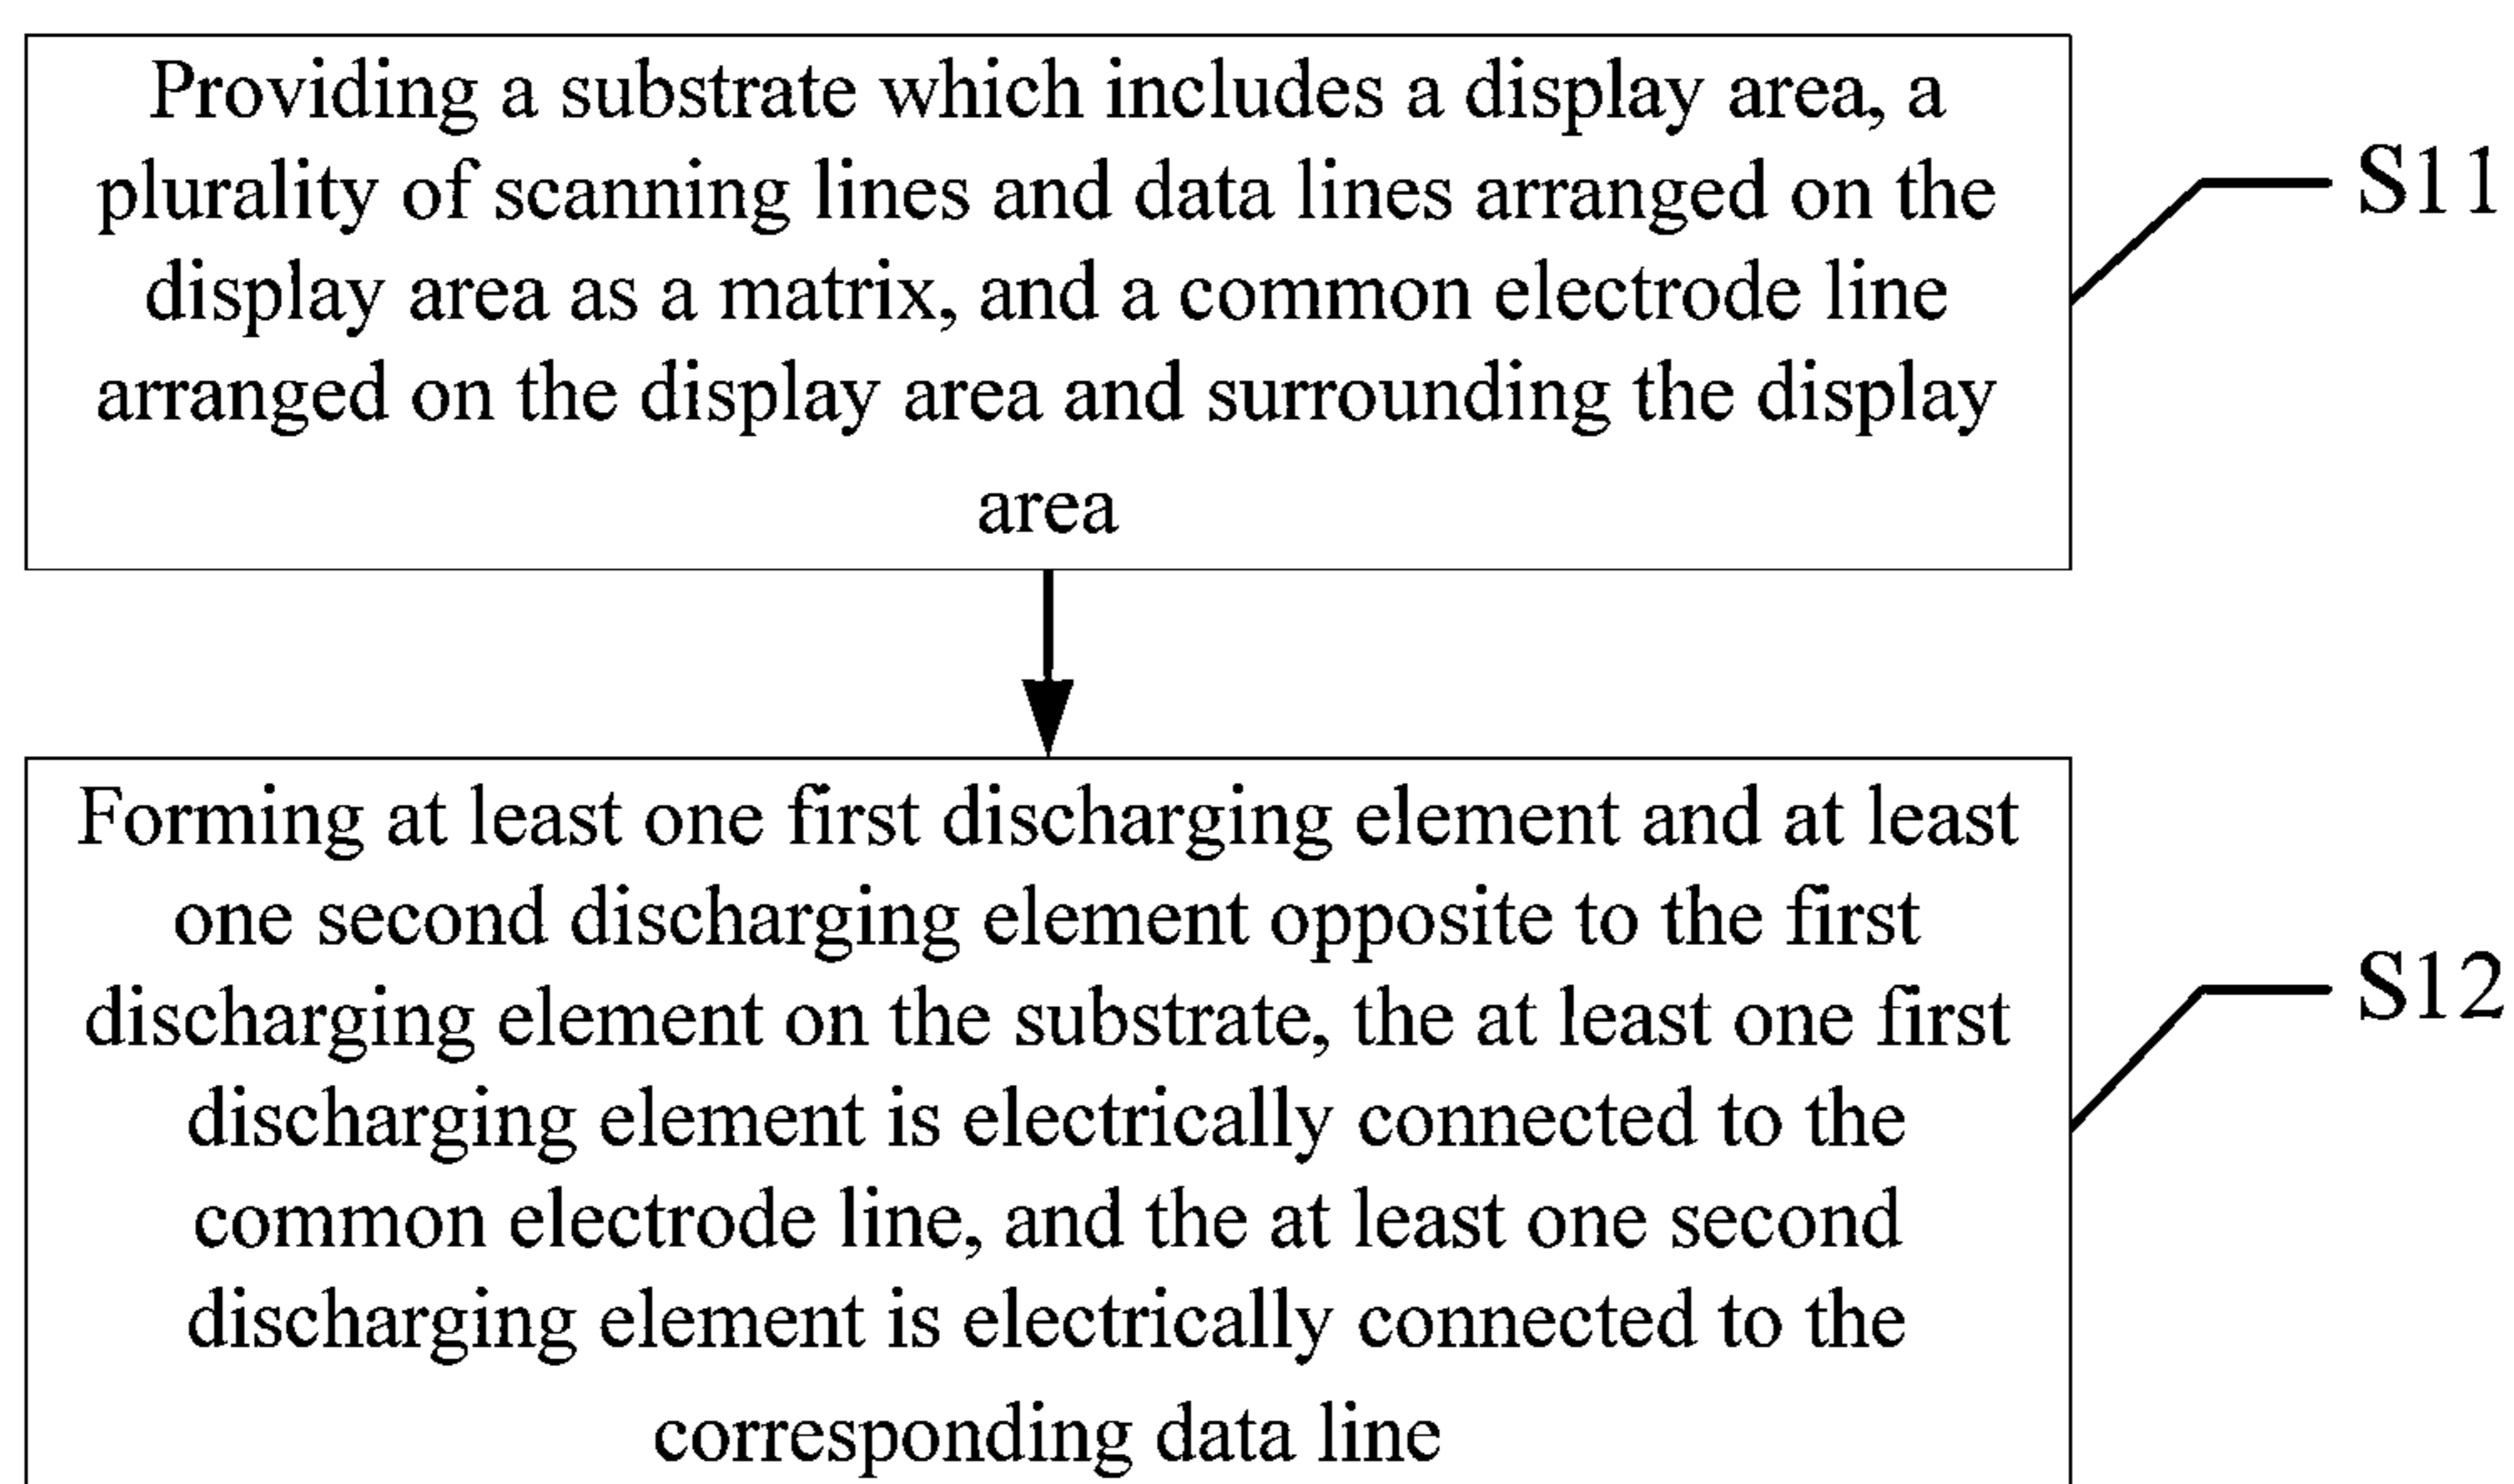 Providing a substrate which includes a display area, a
plurality of scanning lines and data lines arranged on the
display area as a matrix, and a common electrode line
arranged on the display area and surrounding the display
area
S11
Forming at least one first discharging element and at least
one second discharging element opposite to the first
discharging element on the substrate, the at least one first
discharging element is electrically connected to the
common electrode line, and the at least one second
discharging element is electrically connected to the
corresponding data line
S12